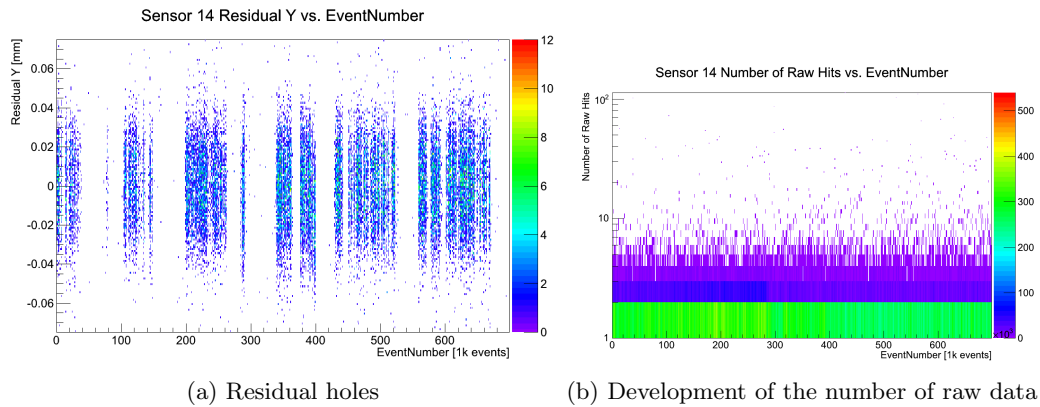 Sensor 14 Residual Y vs. EventNumber
Residual Y [mm]
0.06
0.04
0.02
0
-0.02
-0.04
-0.06
0 100 200 300 400 500 600
EventNumber [1k events]
12
10
8
6
4
2
0
(a) Residual holes
Sensor 14 Number of Raw Hits vs. EventNumber
Number of Raw Hits
10²
10
1
0 100 200 300 400 500 600
EventNumber [1k events]
500
400
300
200
100
0
(b) Development of the number of raw data